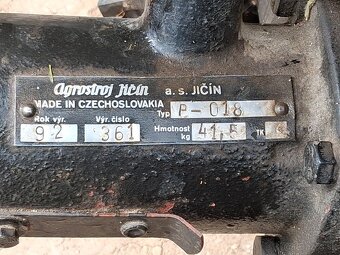 agrostroj Jičín a. s. JIČÍN
MADE IN CZECHOSLOVAKIA Typ P-018
Rok výr. Výr. číslo Hmotnost kg TK
92 361 41,5